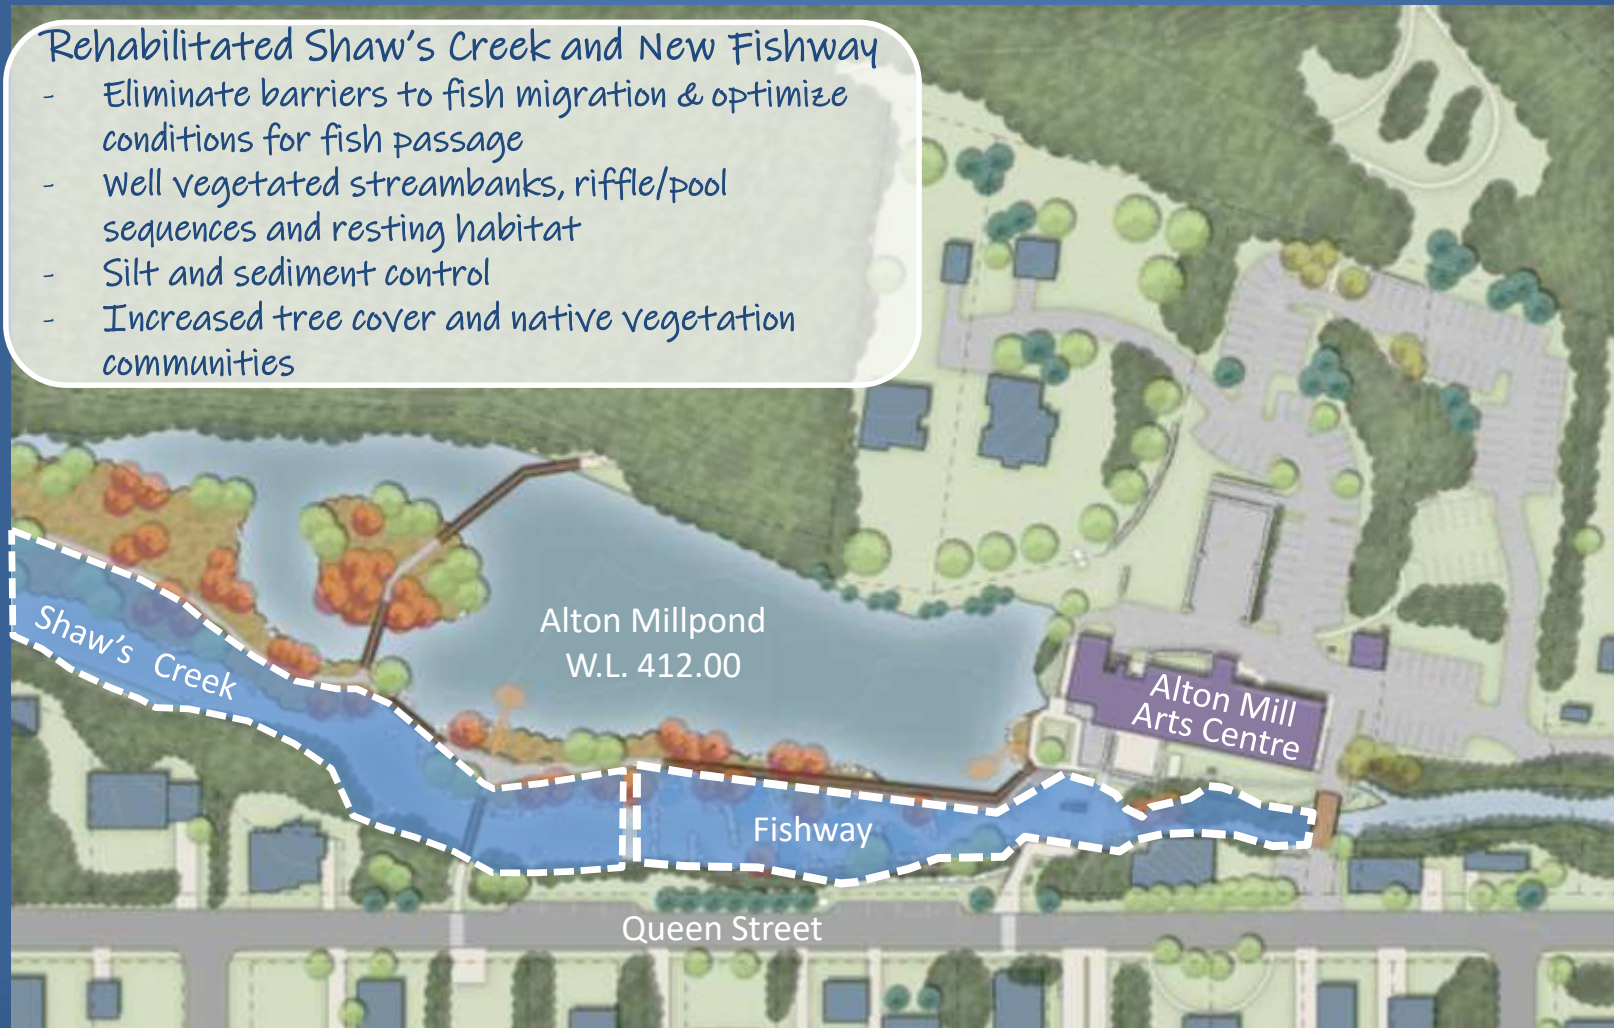 Rehabilitated Shaw's Creek and New Fishway
- Eliminate barriers to fish migration & optimize
conditions for fish passage
- Well vegetated streambanks, riffle/pool
sequences and resting habitat
- Silt and sediment control
- Increased tree cover and native vegetation
communities
Shaw's Creek
Alton Millpond
W.L. 412.00
Alton Mill
Arts Centre
Fishway
Queen Street